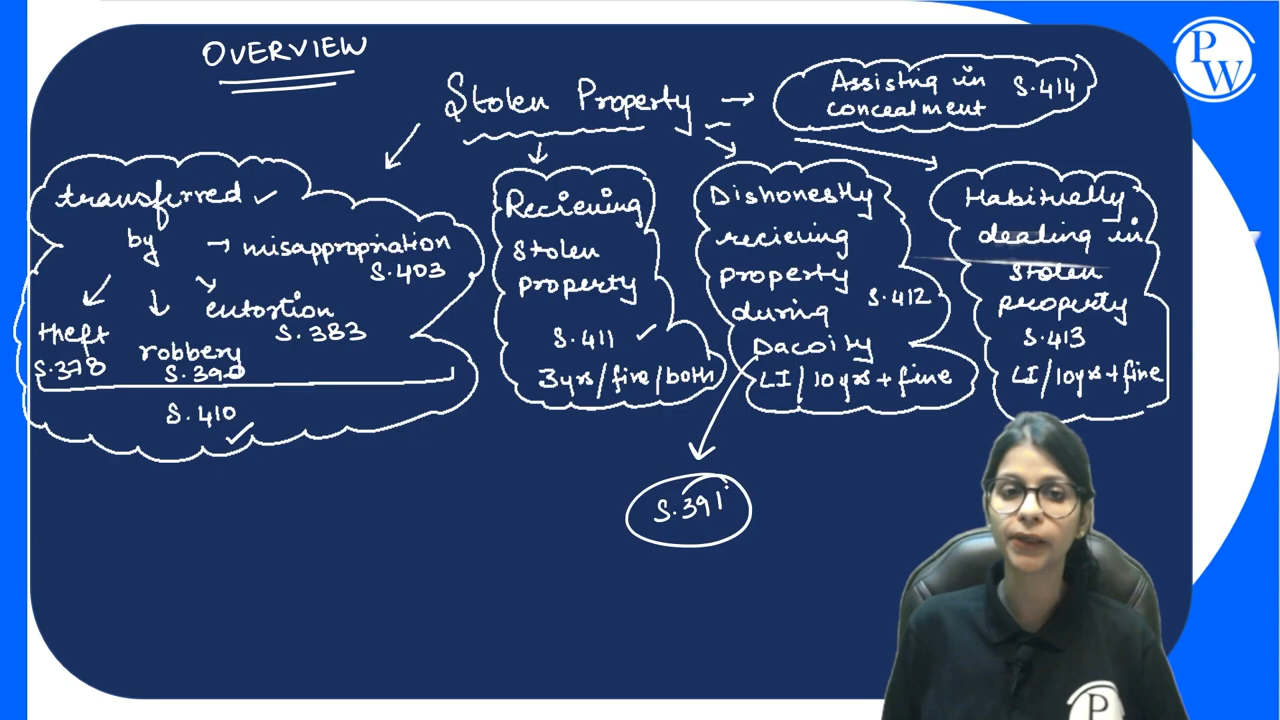 OVERVIEW
Stolen Property →
Assisting in
concealment
S.414
transferred ✓
by
→ misappropriation
S.403
extortion
S.383
theft
S.378
robbery
S.390
S.410
Recieving
Stolen
property
S.411
3yrs/fine/both
Dishonestly
recieving
property
during
S.412
Dacoity
LI/10yrs + fine
S.391
Habitually
dealing in
stolen
property
S.413
LI/10yrs + fine
P
W
P